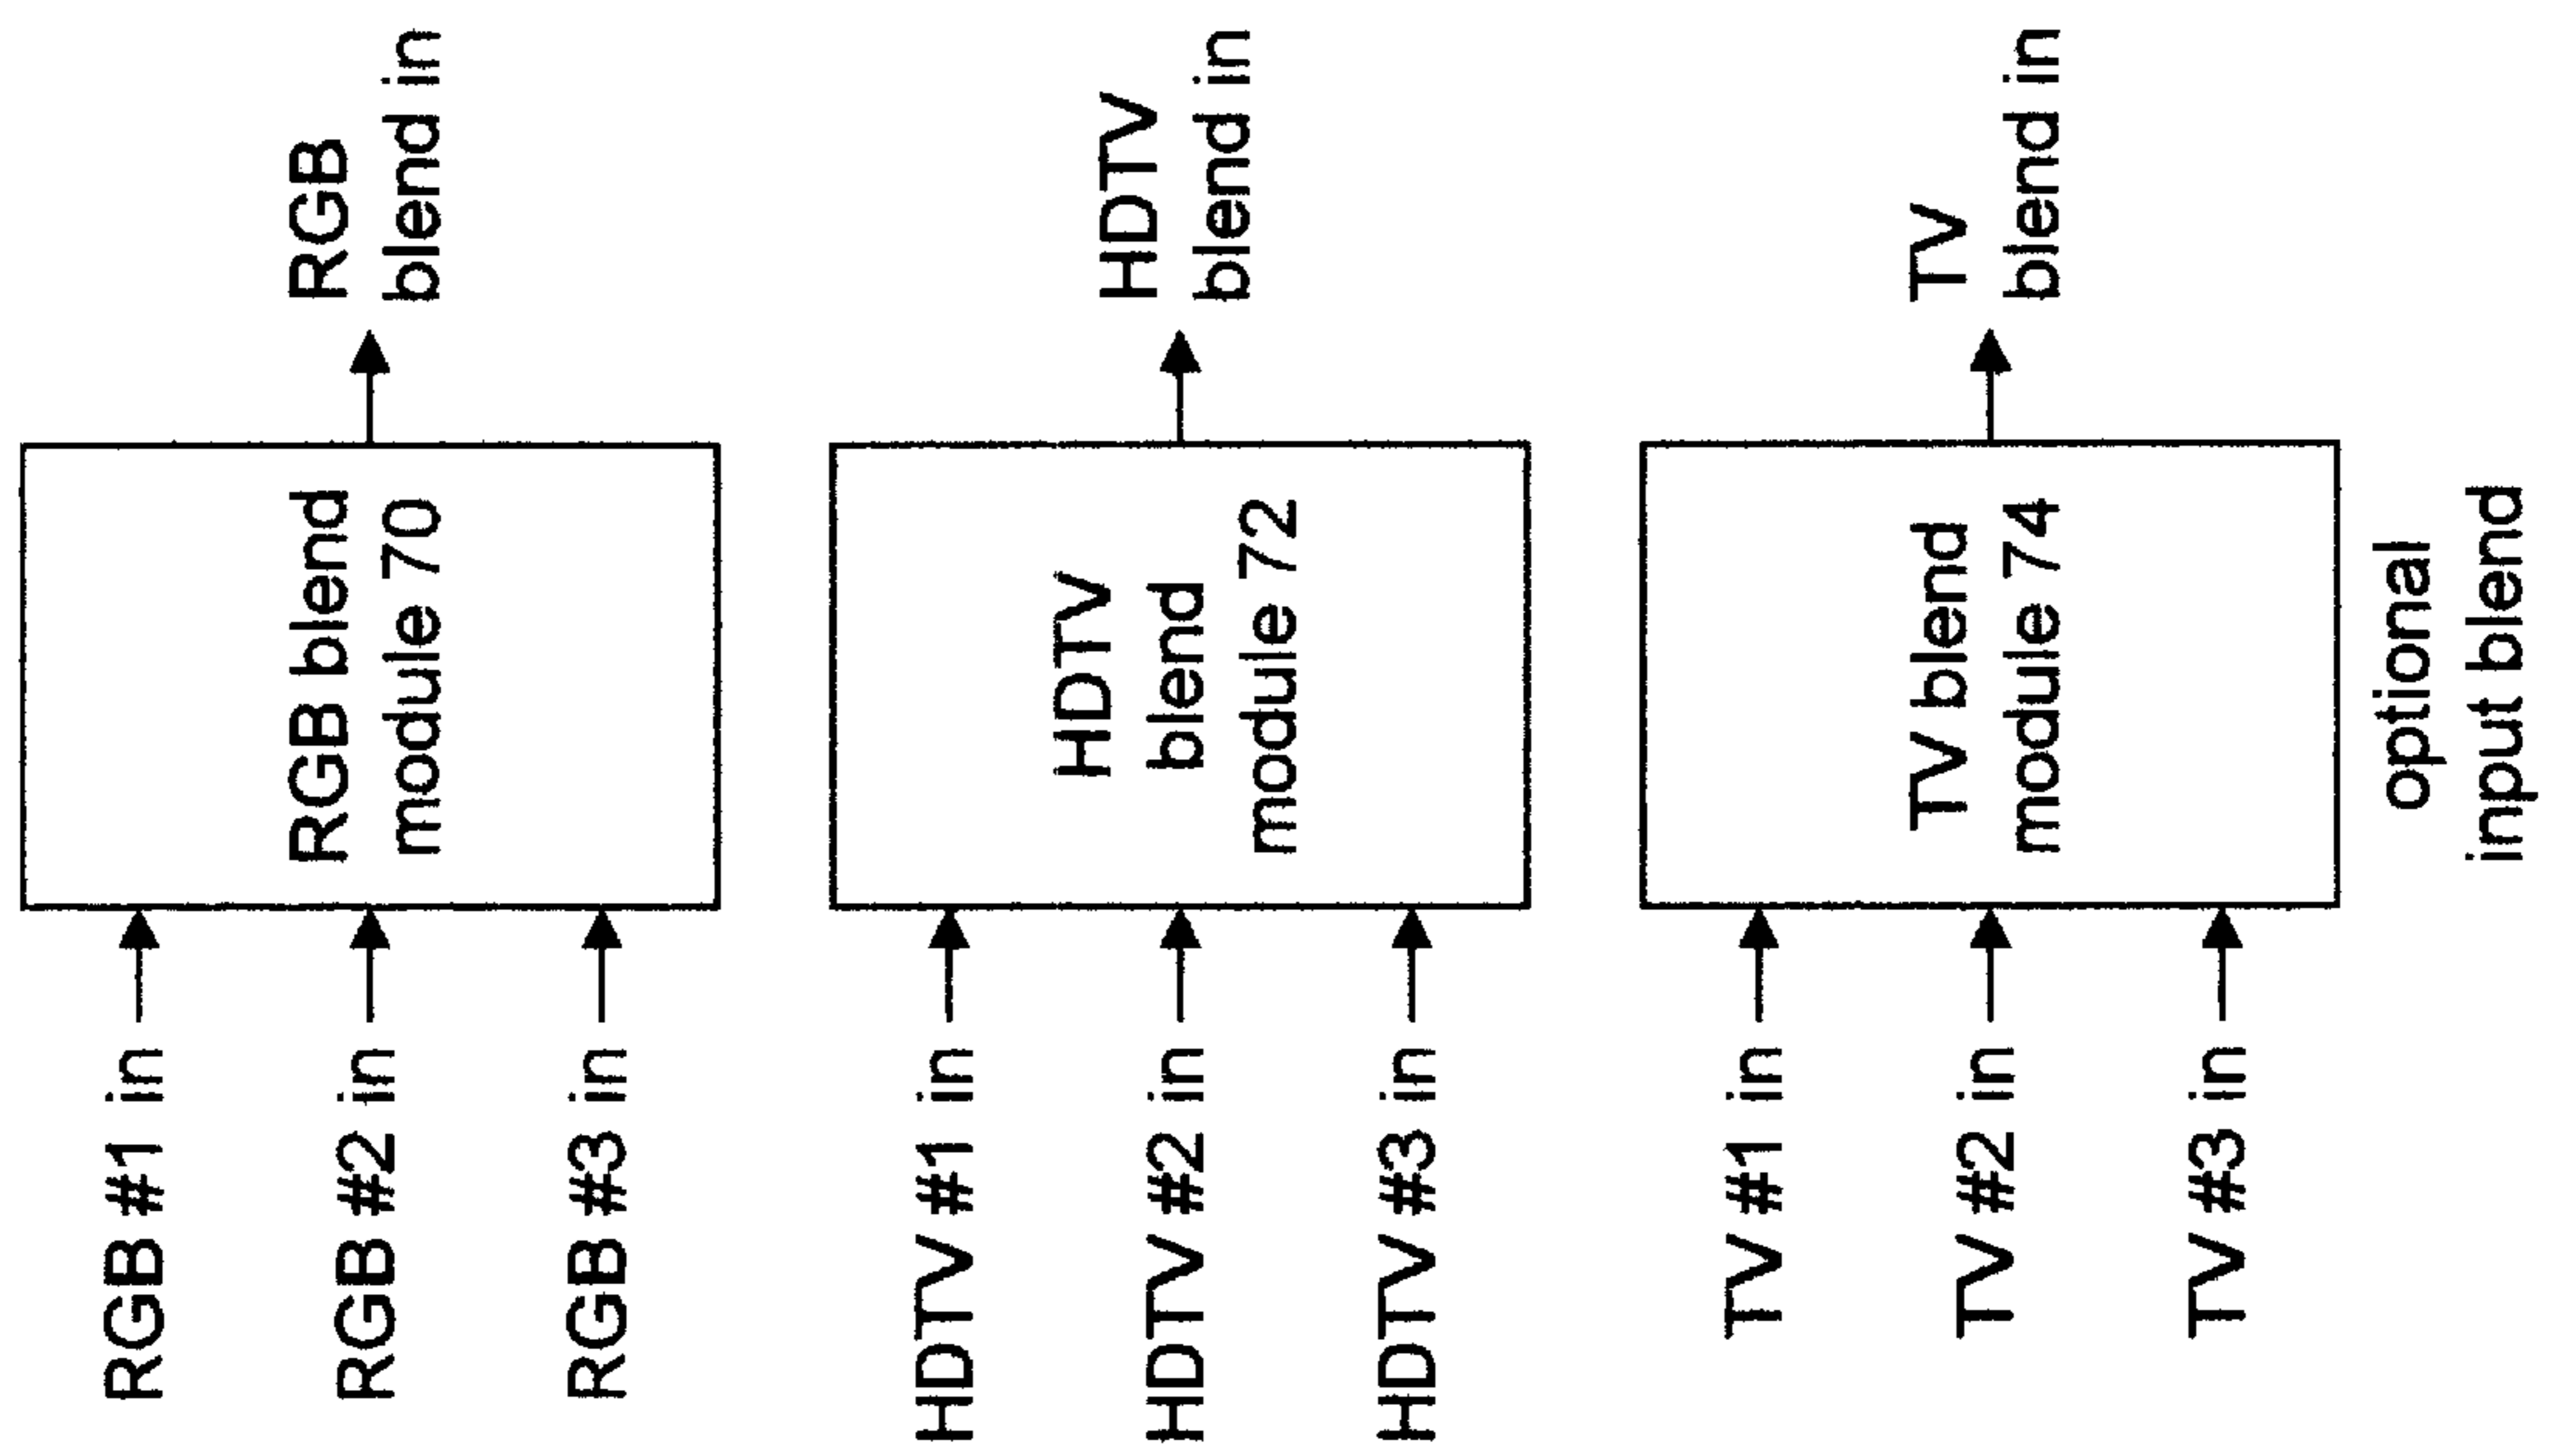 RGB #1 in
RGB #2 in
RGB #3 in
RGB blend
module 70
RGB
blend in
HDTV #1 in
HDTV #2 in
HDTV #3 in
HDTV
blend
module 72
HDTV
blend in
TV #1 in
TV #2 in
TV #3 in
TV blend
module 74
TV
blend in
optional
input blend